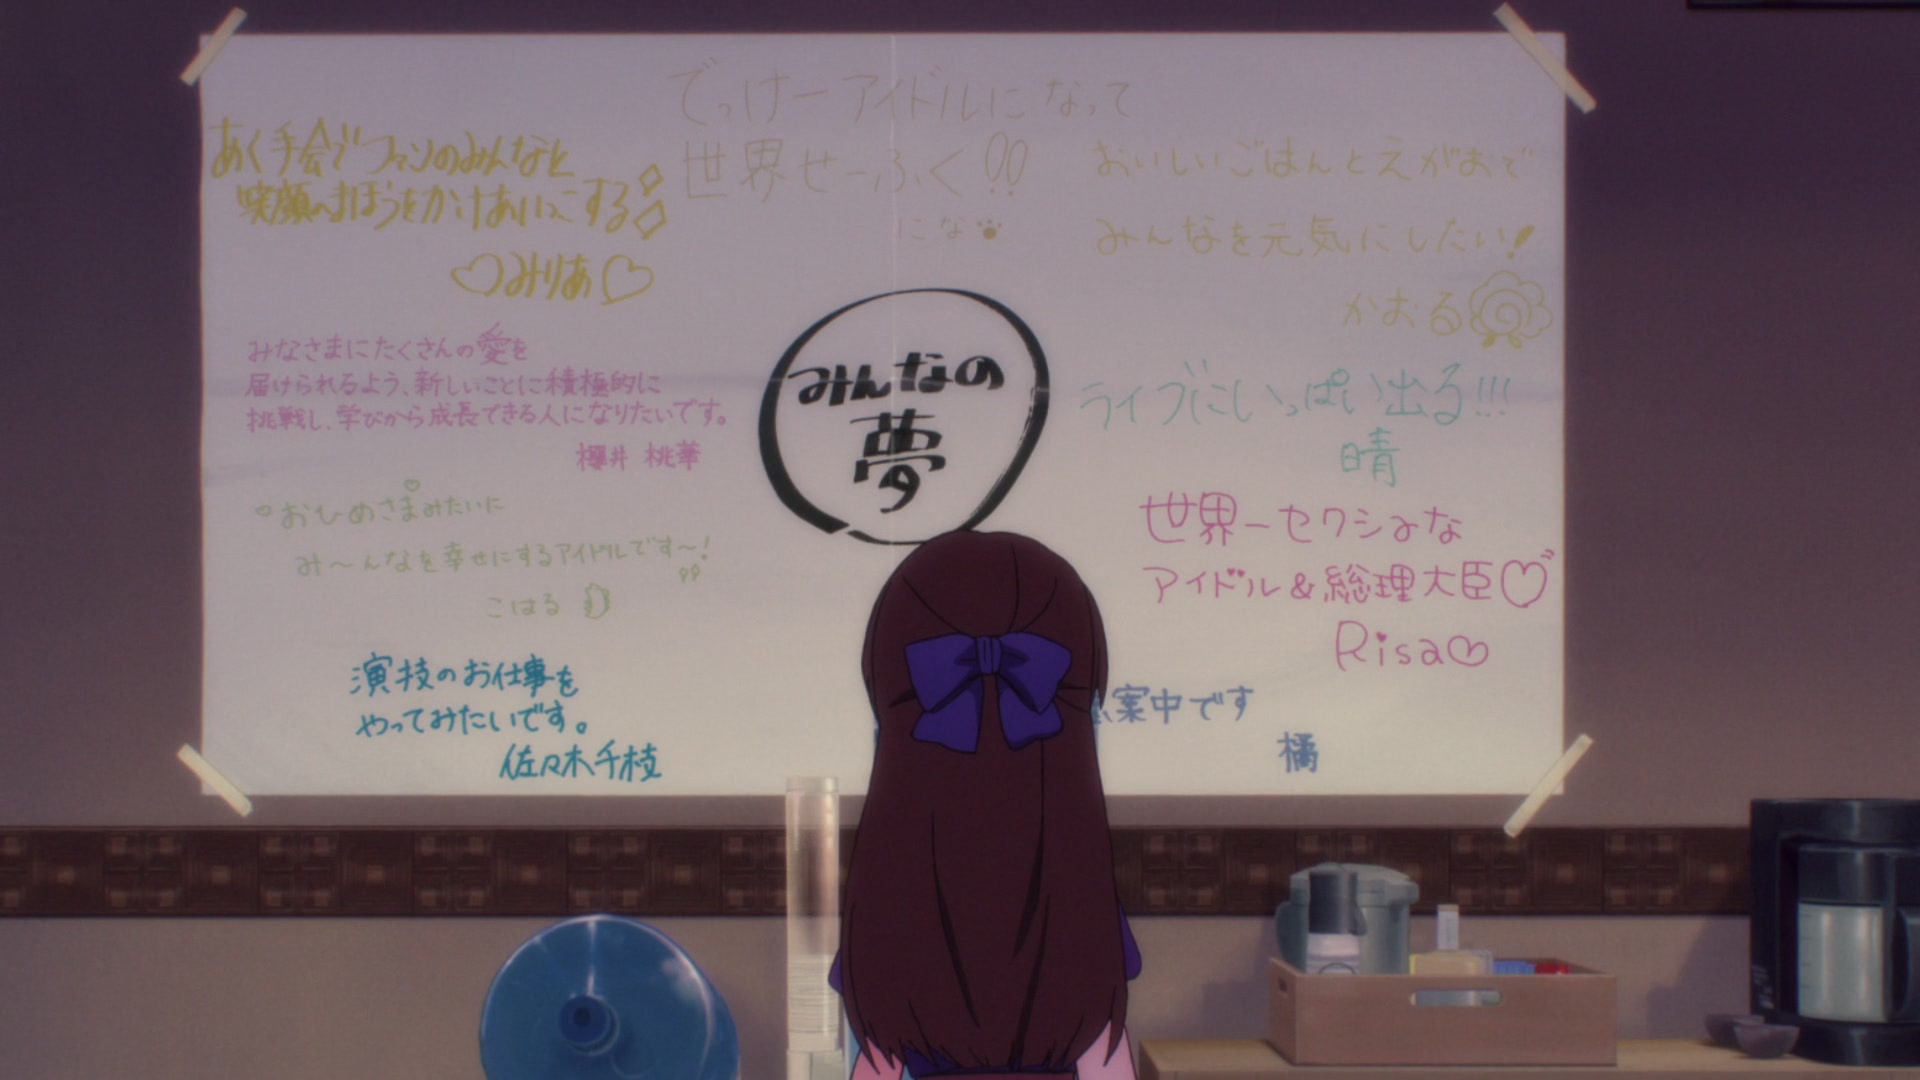 でっけーアイドルになって
世界せーふく!!
にな
あく手会でファンのみんなと
笑顔のまほうをかけあいっこする
♡みりあ♡
おいしいごはんとえがおで
みんなを元気にしたい!
かおる
みんなの
夢
みなさまにたくさんの愛を
届けられるよう、新しいことに積極的に
挑戦し、学びから成長できる人になりたいです。
櫻井 桃華
ライブにいっぱい出る!!!
晴
おひめさまみたいに
み〜んなを幸せにするアイドルです〜!
こはる
世界一セクシーな
アイドル&総理大臣♡
Risa♡
演技のお仕事を
やってみたいです。
佐々木千枝
案中です
橘